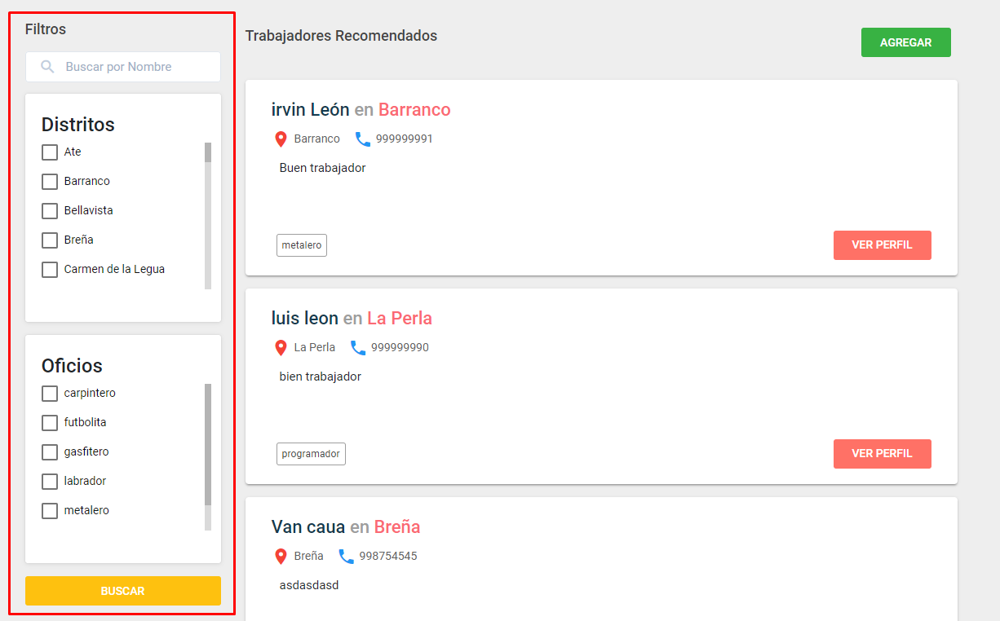 Filtros
Buscar por Nombre
Distritos
Ate
Barranco
Bellavista
Breña
Carmen de la Legua
Oficios
carpintero
futbolita
gasfitero
labrador
metalero
BUSCAR
Trabajadores Recomendados
AGREGAR
irvin León en Barranco
Barranco 999999991
Buen trabajador
metalero
VER PERFIL
luis leon en La Perla
La Perla 999999990
bien trabajador
programador
VER PERFIL
Van caua en Breña
Breña 998754545
asdasdasd